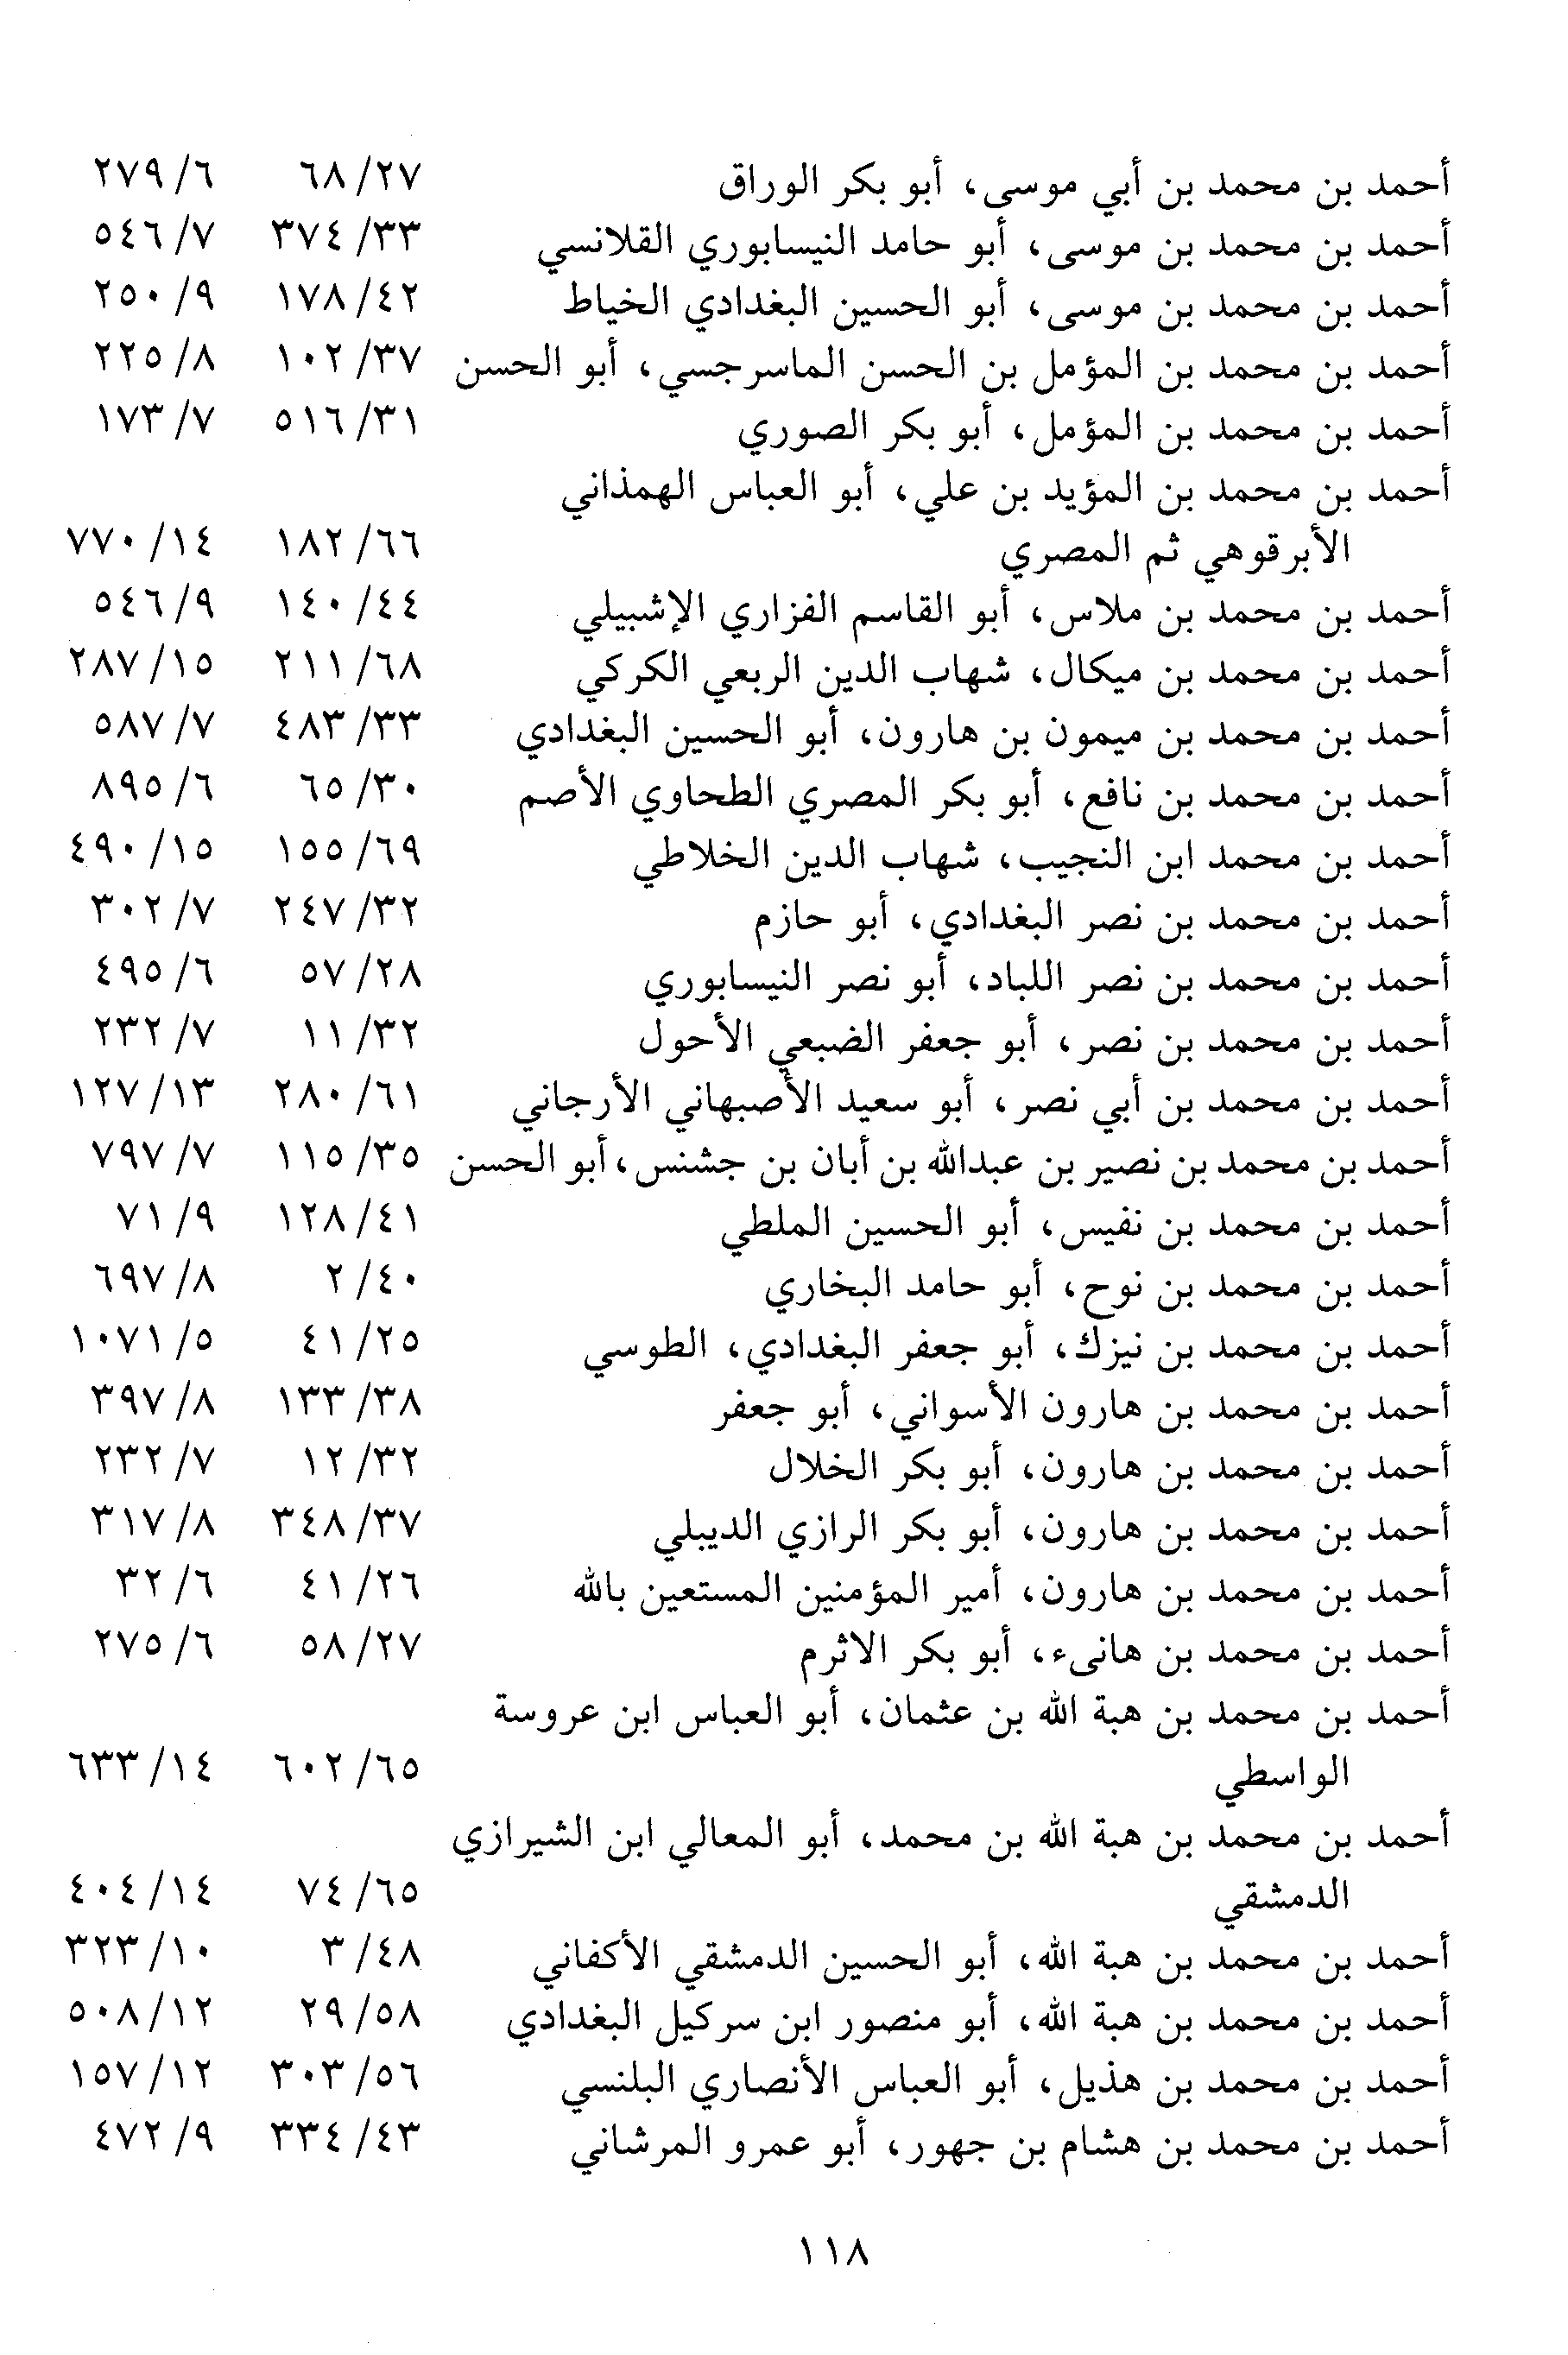 أحمد بن محمد بن أبي موسى، أبو بكر الوراق ٢٧/ ٦٨ ٦/ ٢٧٩
أحمد بن محمد بن موسى، أبو حامد النيسابوري القلانسي ٣٣/ ٣٧٤ ٧/ ٥٤٦
أحمد بن محمد بن موسى، أبو الحسين البغدادي الخياط ٤٢/ ١٧٨ ٩/ ٢٥٠
أحمد بن محمد بن المؤمل بن الحسن الماسرجسي، أبو الحسن ٣٧/ ١٠٢ ٨/ ٢٢٥
أحمد بن محمد بن المؤمل، أبو بكر الصوري ٣١/ ٥١٦ ٧/ ١٧٣
أحمد بن محمد بن المؤيد بن علي، أبو العباس الهمذاني
الأبرقوهي ثم المصري ٦٦/ ١٨٢ ١٤/ ٧٧٠
أحمد بن محمد بن ملاس، أبو القاسم الفزاري الإشبيلي ٤٤/ ١٤٠ ٩/ ٥٤٦
أحمد بن محمد بن ميكال، شهاب الدين الربعي الكركي ٦٨/ ٢١١ ١٥/ ٢٨٧
أحمد بن محمد بن ميمون بن هارون، أبو الحسين البغدادي ٣٣/ ٤٨٣ ٧/ ٥٨٧
أحمد بن محمد بن نافع، أبو بكر المصري الطحاوي الأصم ٣٠/ ٦٥ ٦/ ٨٩٥
أحمد بن محمد ابن النجيب، شهاب الدين الخلاطي ٦٩/ ١٥٥ ١٥/ ٤٩٠
أحمد بن محمد بن نصر البغدادي، أبو حازم ٣٢/ ٢٤٧ ٧/ ٣٠٢
أحمد بن محمد بن نصر اللباد، أبو نصر النيسابوري ٢٨/ ٥٧ ٦/ ٤٩٥
أحمد بن محمد بن نصر، أبو جعفر الضبعي الأحول ٣٢/ ١١ ٧/ ٢٣٢
أحمد بن محمد بن أبي نصر، أبو سعيد الأصبهاني الأرجاني ٦١/ ٢٨٠ ١٣/ ١٢٧
أحمد بن محمد بن نصير بن عبدالله بن أبان بن جشنس، أبو الحسن ٣٥/ ١١٥ ٧/ ٧٩٧
أحمد بن محمد بن نفيس، أبو الحسين الملطي ٤١/ ١٢٨ ٩/ ٧١
أحمد بن محمد بن نوح، أبو حامد البخاري ٤٠/ ٢ ٨/ ٦٩٧
أحمد بن محمد بن نيزك، أبو جعفر البغدادي، الطوسي ٢٥/ ٤١ ٥/ ١٠٧١
أحمد بن محمد بن هارون الأسواني، أبو جعفر ٣٨/ ١٣٣ ٨/ ٣٩٧
أحمد بن محمد بن هارون، أبو بكر الخلال ٣٢/ ١٢ ٧/ ٢٣٢
أحمد بن محمد بن هارون، أبو بكر الرازي الديبلي ٣٧/ ٣٤٨ ٨/ ٣١٧
أحمد بن محمد بن هارون، أمير المؤمنين المستعين بالله ٢٦/ ٤١ ٦/ ٣٢
أحمد بن محمد بن هانىء، أبو بكر الاثرم ٢٧/ ٥٨ ٦/ ٢٧٥
أحمد بن محمد بن هبة الله بن عثمان، أبو العباس ابن عروسة
الواسطي ٦٥/ ٦٠٢ ١٤/ ٦٣٣
أحمد بن محمد بن هبة الله بن محمد، أبو المعالي ابن الشيرازي
الدمشقي ٦٥/ ٧٤ ١٤/ ٤٠٤
أحمد بن محمد بن هبة الله، أبو الحسين الدمشقي الأكفاني ٤٨/ ٣ ١٠/ ٣٢٣
أحمد بن محمد بن هبة الله، أبو منصور ابن سركيل البغدادي ٥٨/ ٢٩ ١٢/ ٥٠٨
أحمد بن محمد بن هذيل، أبو العباس الأنصاري البلنسي ٥٦/ ٣٠٣ ١٢/ ١٥٧
أحمد بن محمد بن هشام بن جهور، أبو عمرو المرشاني ٤٣/ ٣٣٤ ٩/ ٤٧٢
١١٨